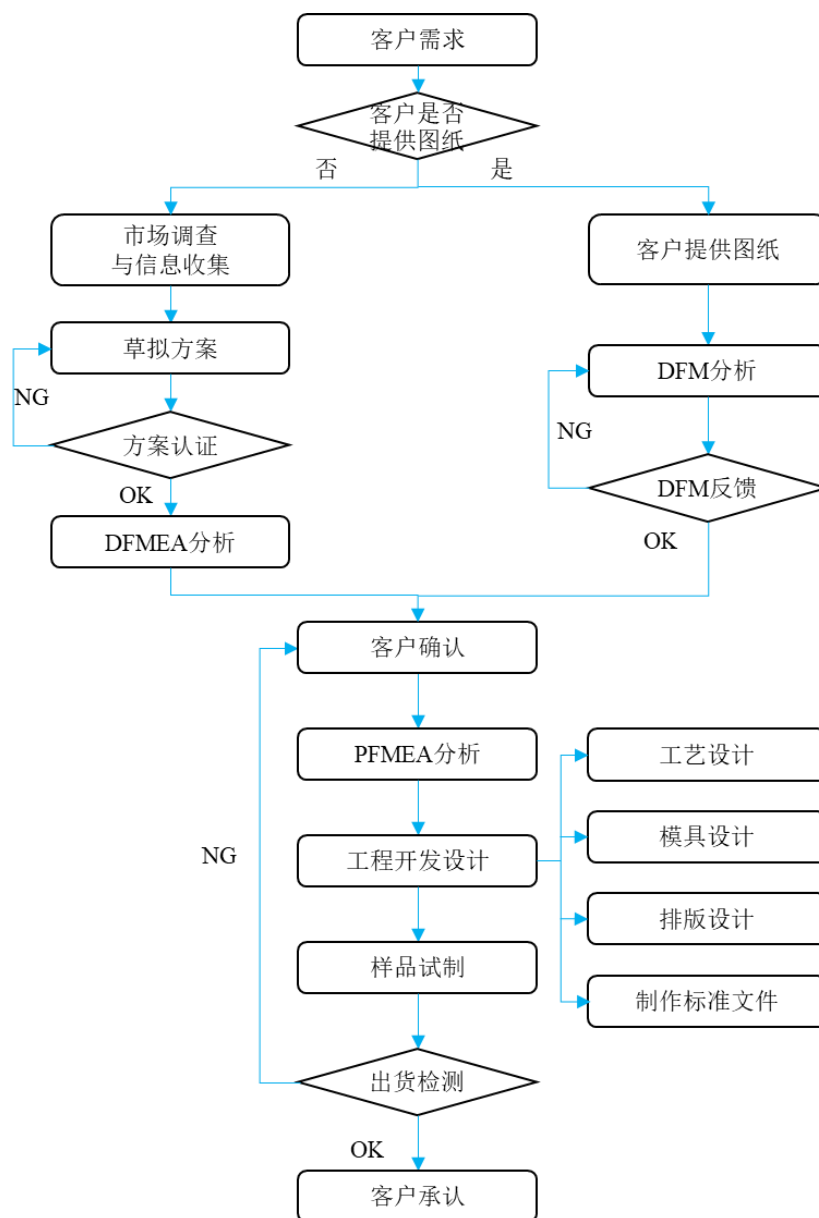 客户需求
客户是否
提供图纸
否
是
市场调查
与信息收集
客户提供图纸
草拟方案
DFM分析
NG
NG
方案认证
DFM反馈
OK
OK
DFMEA分析
客户确认
PFMEA分析
工艺设计
模具设计
NG
工程开发设计
排版设计
样品试制
制作标准文件
出货检测
OK
客户承认